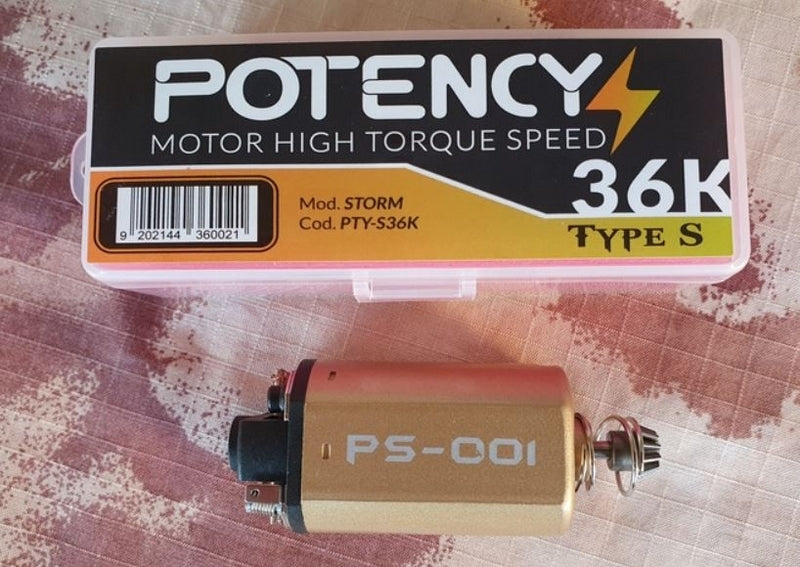 POTENCY
MOTOR HIGH TORQUE SPEED
36K
Mod. STORM
Cod. PTY-S36K
TYPE S
9 202144 360021
PS-001